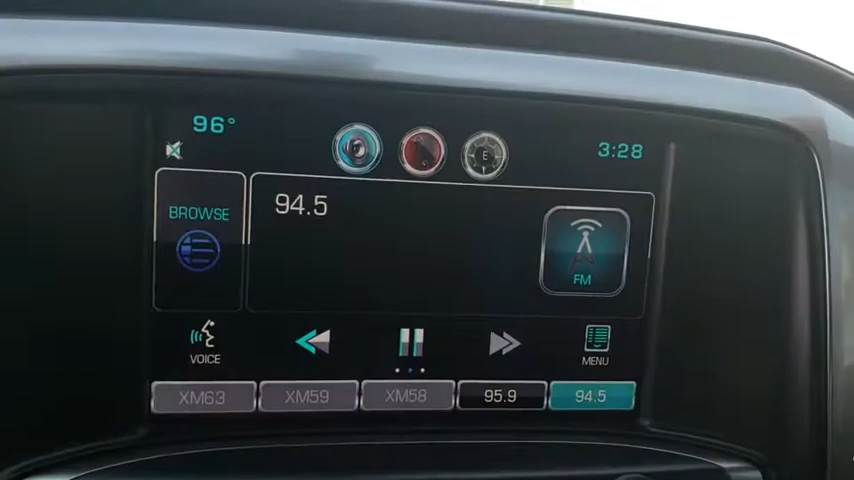 96°
E
3:28
BROWSE
94.5
FM
VOICE
MENU
XM63
XM59
XM58
95.9
94.5